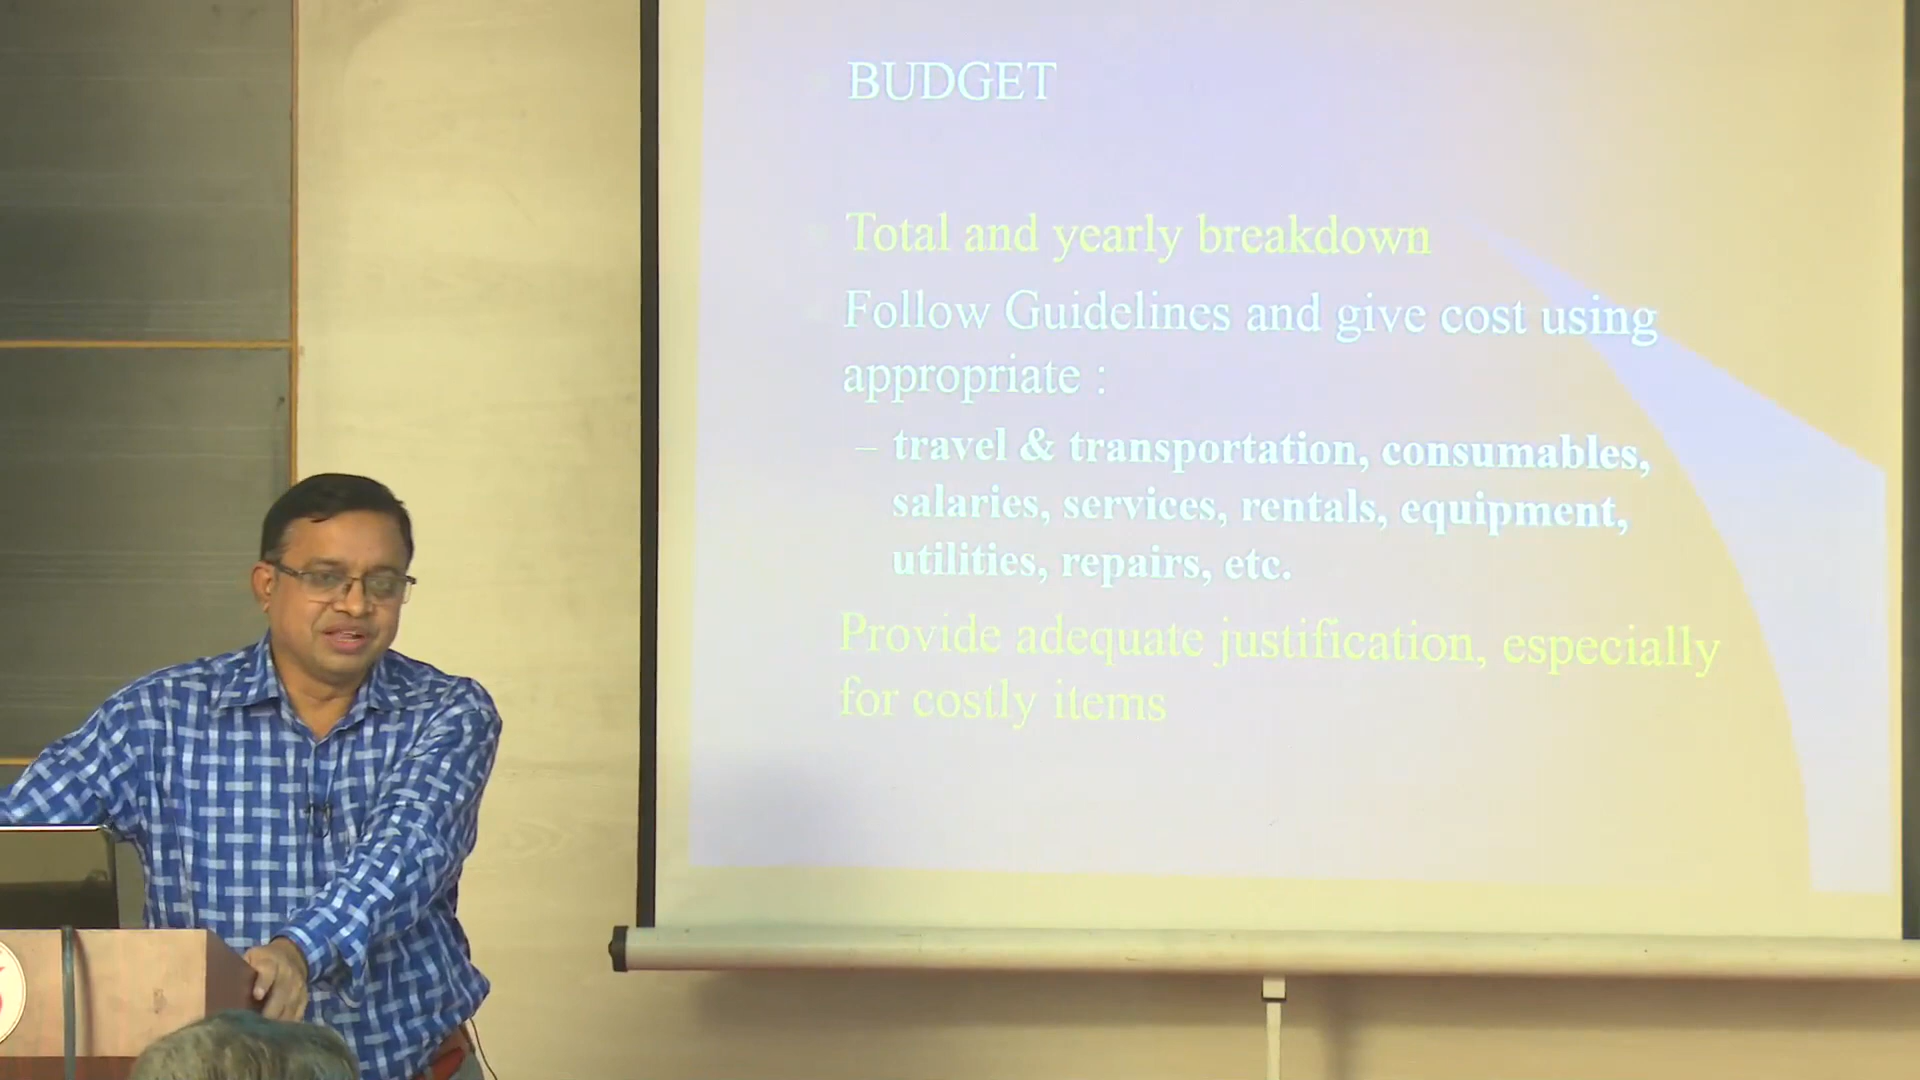 BUDGET
Total and yearly breakdown
Follow Guidelines and give cost using
appropriate :
– travel & transportation, consumables,
salaries, services, rentals, equipment,
utilities, repairs, etc.
Provide adequate justification, especially
for costly items